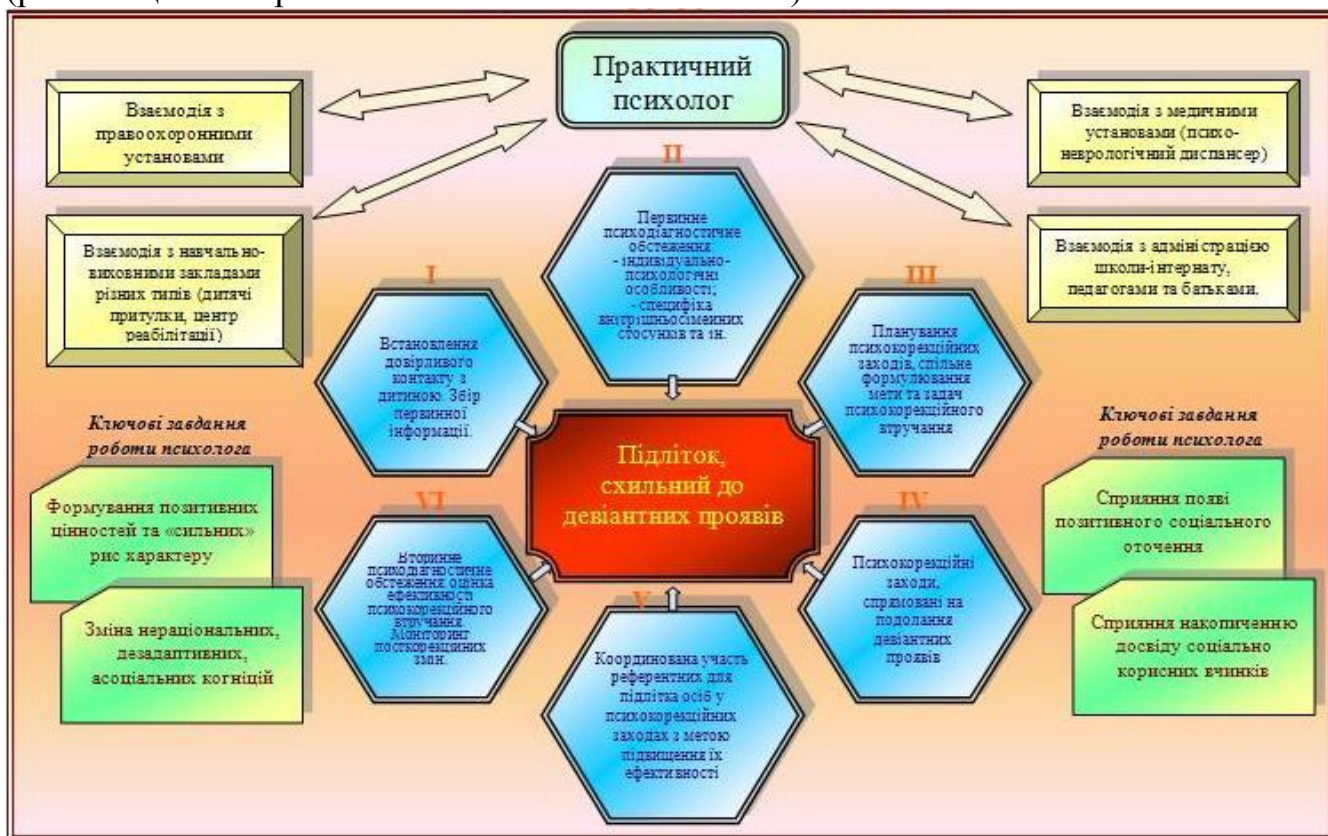 Практичний
психолог
Взаємодія з
правоохоронними
установами
Взаємодія з навчально-
виховними закладами
різних типів (дитячі
притулки, центр
реабілітації)
Взаємодія з медичними
установами (психо-
неврологічний диспансер)
Взаємодія з адміністрацією
школи-інтернату,
педагогами та батьками.
I
Встановлення
довірливого
контакту з
дитиною. Збір
первинної
інформації.
II
Первинне
психодіагностичне
обстеження
- індивідуально-
психологічні
особливості;
- специфіка
внітрішньосімейних
стосунків та ін.
III
Планування
психокорекційних
заходів, спільне
формулювання
мети та задач
психокорекційного
втручання
Підліток,
схильний до
девіантних проявів
IV
Психокорекційні
заходи,
спрямовані на
подолання
девіантних
проявів
V
Координована участь
референтних для
підлітка осіб у
психокорекційних
заходах з метою
підвищення їх
ефективності
VI
Вторинне
психодіагностичне
обстеження, оцінка
ефективності
психокорекційного
втручання.
Моніторинг
посткорекційних
змін.
Ключові завдання
роботи психолога
Формування позитивних
цінностей та «сильних»
рис характеру
Зміна нераціональних,
дезадаптивних,
асоціальних когніцій
Ключові завдання
роботи психолога
Сприяння появі
позитивного соціального
оточення
Сприяння накопиченню
досвіду соціально
корисних вчинків